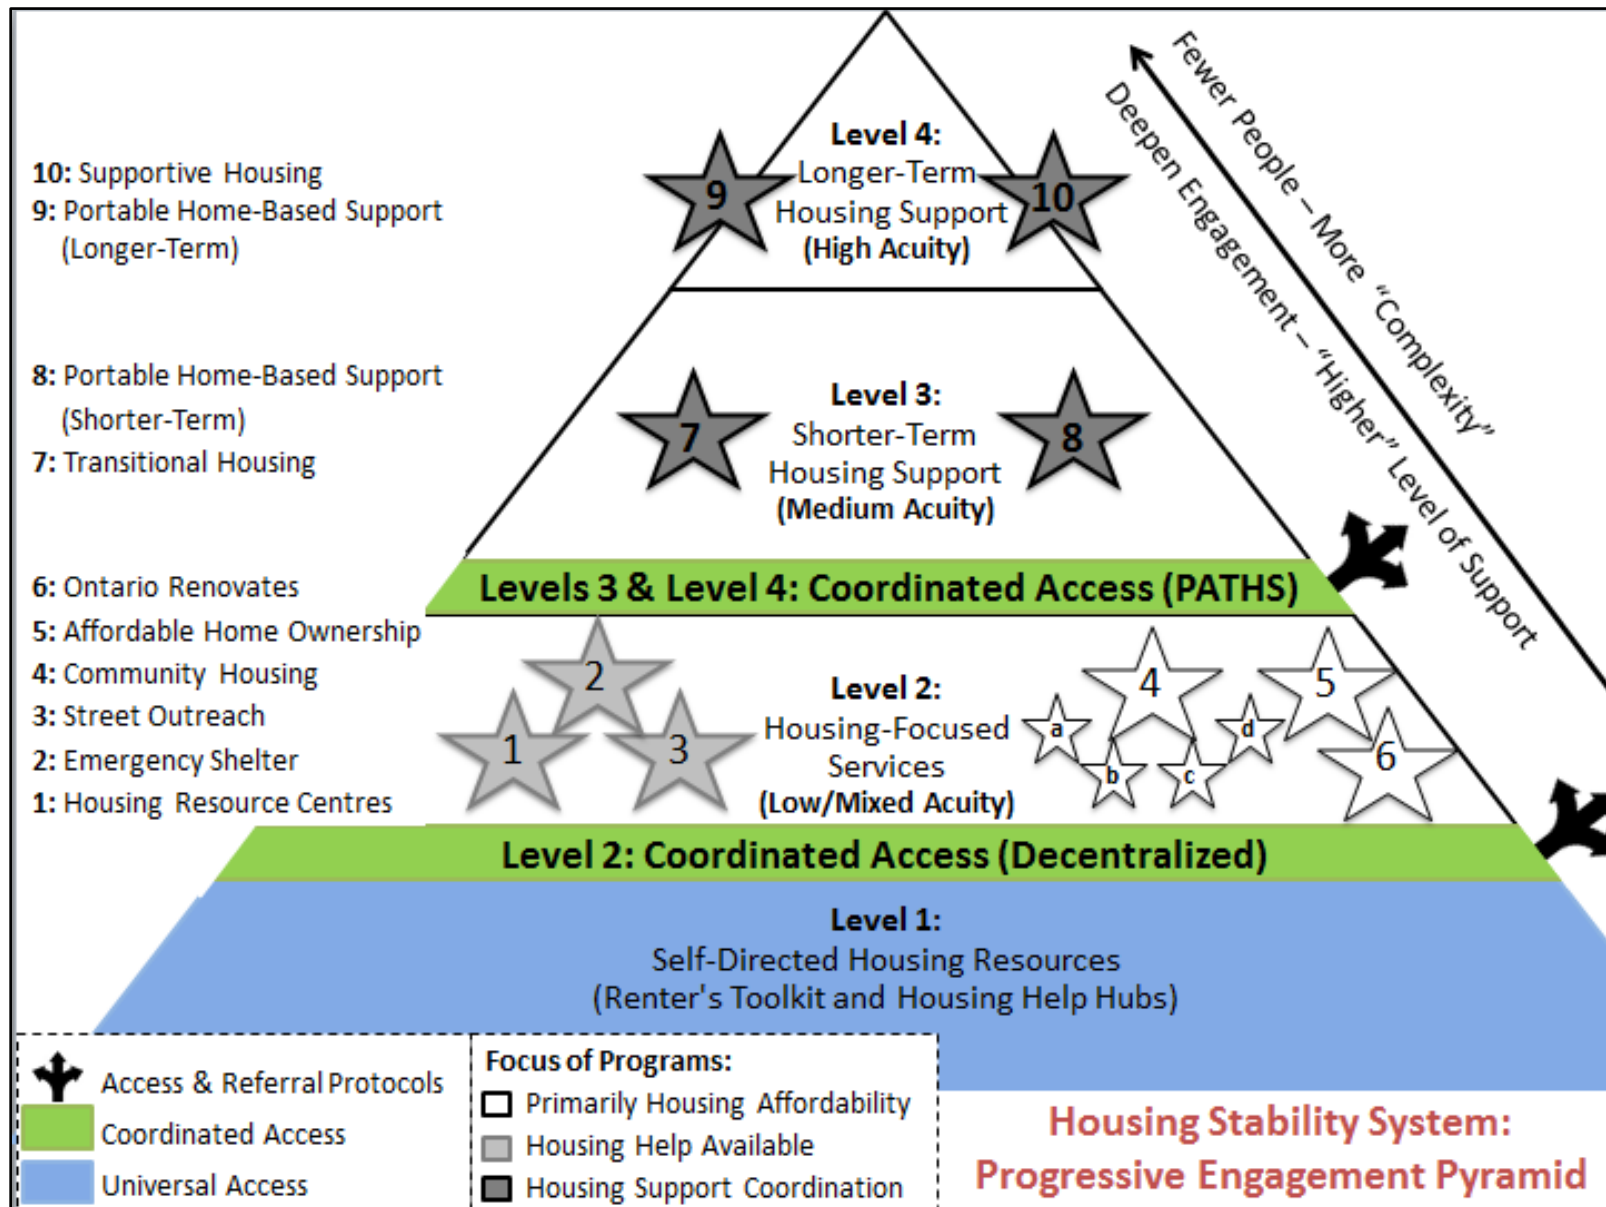 10: Supportive Housing
9: Portable Home-Based Support
(Longer-Term)
8: Portable Home-Based Support
(Shorter-Term)
7: Transitional Housing
6: Ontario Renovates
5: Affordable Home Ownership
4: Community Housing
3: Street Outreach
2: Emergency Shelter
1: Housing Resource Centres
Level 4:
Longer-Term
Housing Support
(High Acuity)
9
10
Level 3:
Shorter-Term
Housing Support
(Medium Acuity)
7
8
Levels 3 & Level 4: Coordinated Access (PATHS)
1
2
3
Level 2:
Housing-Focused
Services
(Low/Mixed Acuity)
4
5
6
a
b
c
d
Level 2: Coordinated Access (Decentralized)
Level 1:
Self-Directed Housing Resources
(Renter's Toolkit and Housing Help Hubs)
Fewer People – More “Complexity”
Deepen Engagement – “Higher” Level of Support
Access & Referral Protocols
Coordinated Access
Universal Access
Focus of Programs:
Primarily Housing Affordability
Housing Help Available
Housing Support Coordination
Housing Stability System:
Progressive Engagement Pyramid